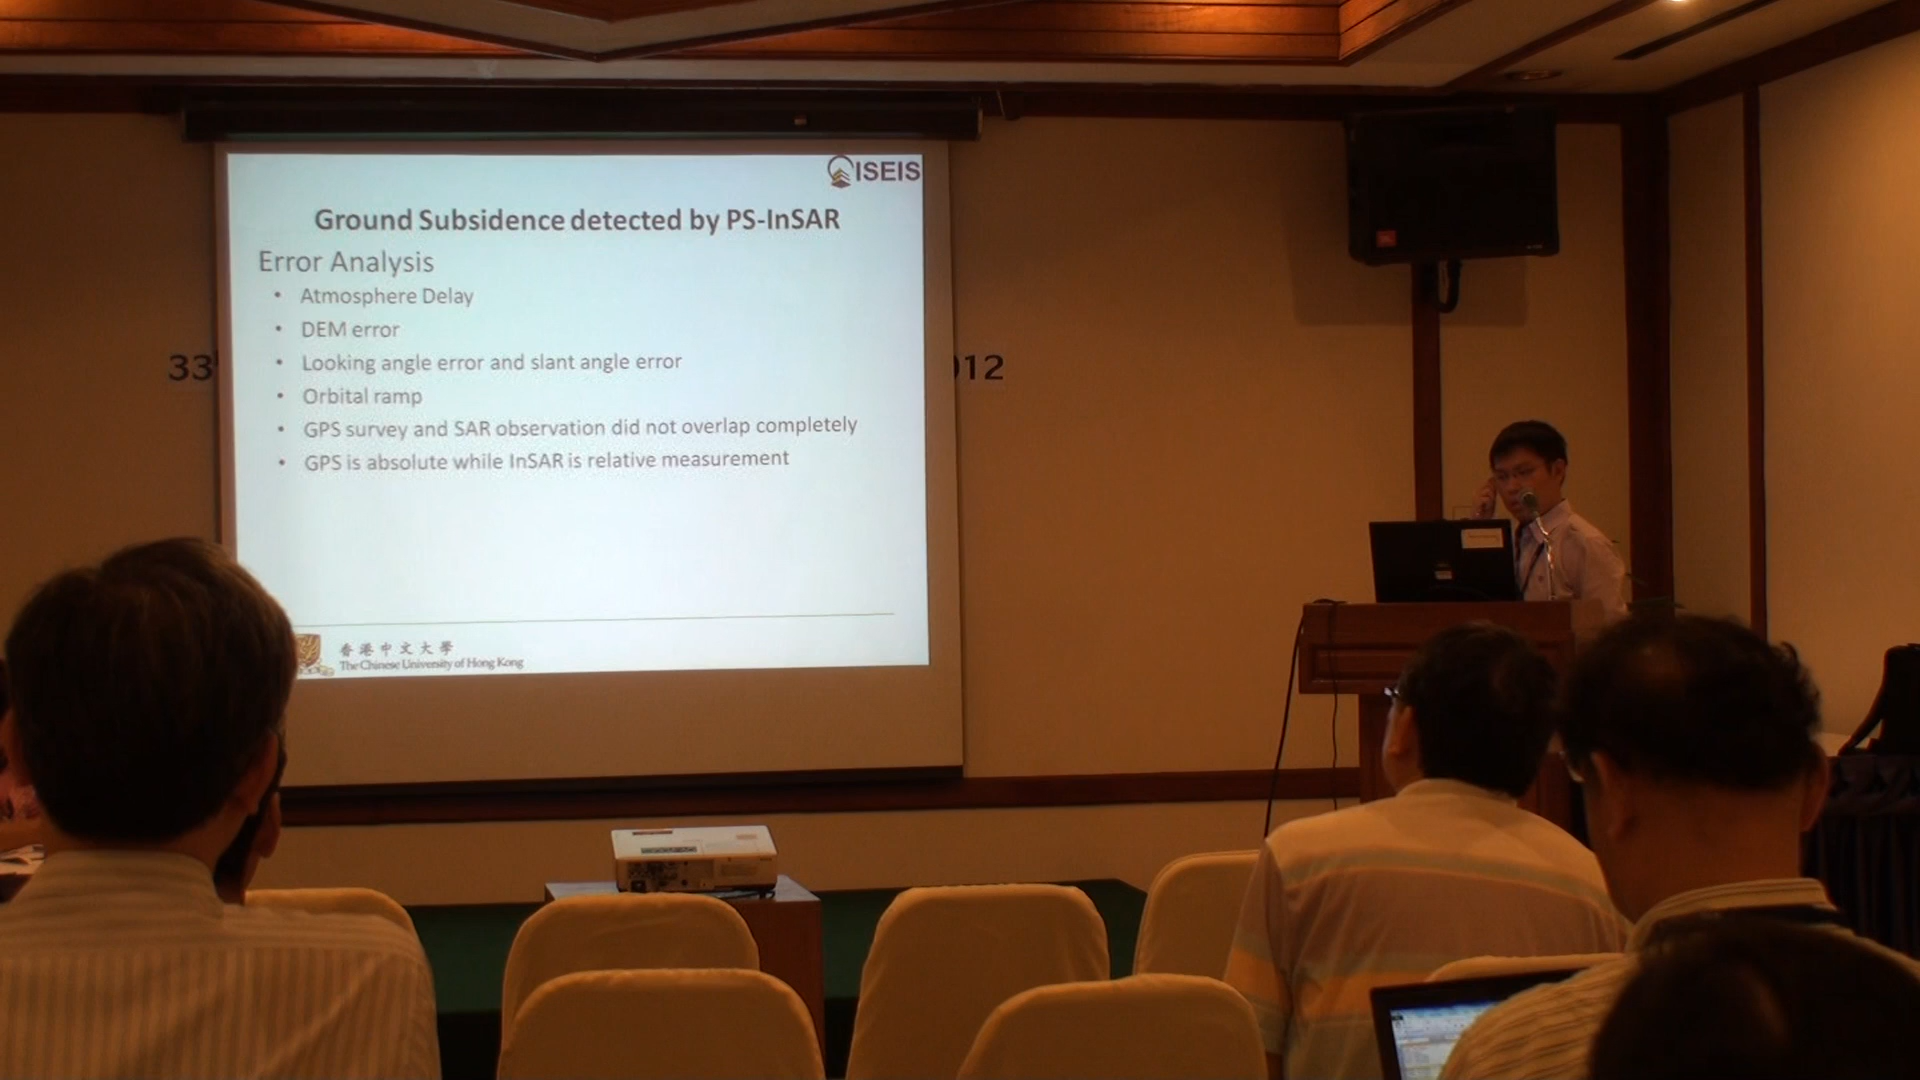 ISEIS
Ground Subsidence detected by PS-InSAR
Error Analysis
• Atmosphere Delay
• DEM error
• Looking angle error and slant angle error
• Orbital ramp
33
12
• GPS survey and SAR observation did not overlap completely
• GPS is absolute while InSAR is relative measurement
香港中文大學
The Chinese University of Hong Kong